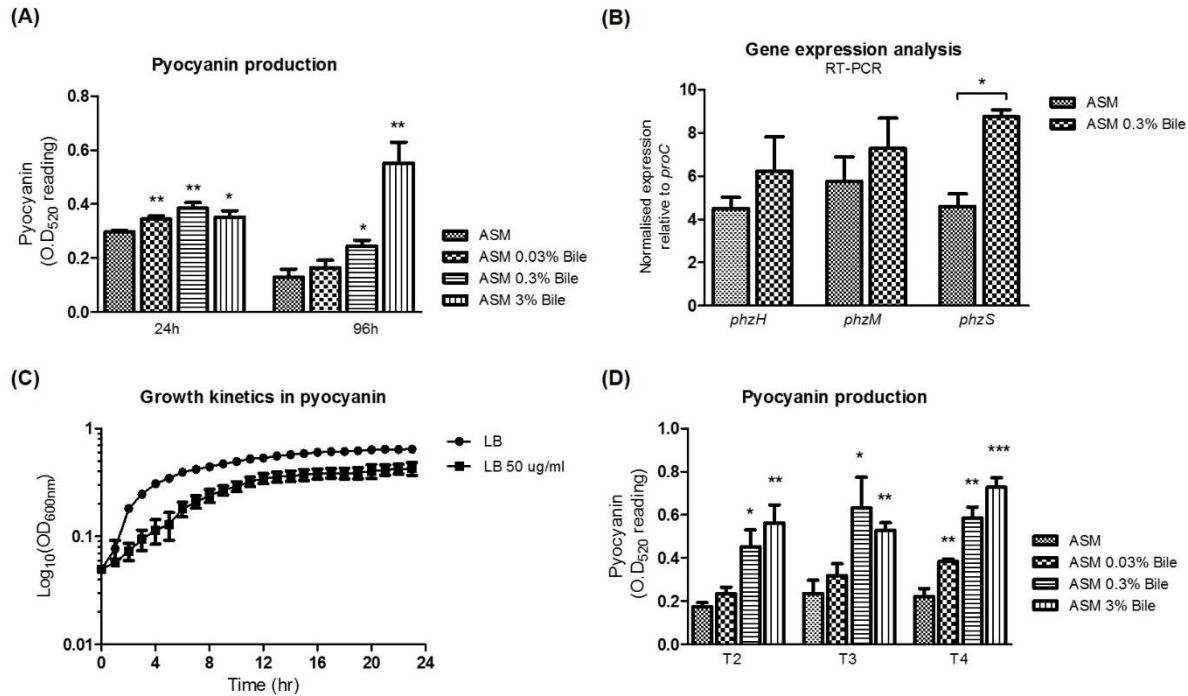 (A)
Pyocyanin production
Pyocyanin
(O.D520 reading)
0.8
0.6
0.4
0.2
0.0
** ** * * **
24h 96h
ASM
ASM 0.03% Bile
ASM 0.3% Bile
ASM 3% Bile
(B)
Gene expression analysis
RT-PCR
Normalised expression
relative to proC
10
8
6
4
2
0
*
phzH phzM phzS
ASM
ASM 0.3% Bile
(C)
Growth kinetics in pyocyanin
Log10(OD600nm)
1
0.1
0.01
0 4 8 12 16 20 24
Time (hr)
LB
LB 50 ug/ml
(D)
Pyocyanin production
Pyocyanin
(O.D520 reading)
1.0
0.8
0.6
0.4
0.2
0.0
* ** * ** ** ** ***
T2 T3 T4
ASM
ASM 0.03% Bile
ASM 0.3% Bile
ASM 3% Bile